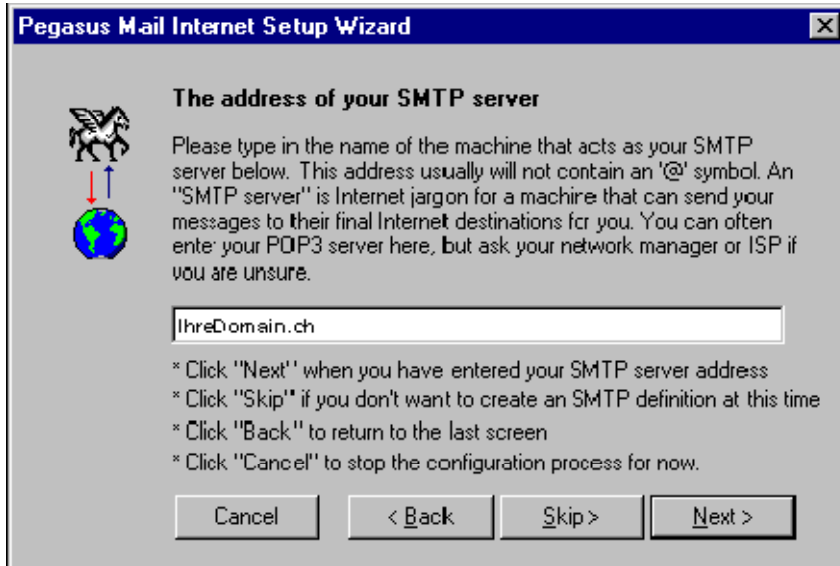 Pegasus Mail Internet Setup Wizard
The address of your SMTP server
Please type in the name of the machine that acts as your SMTP
server below. This address usually will not contain an '@' symbol. An
"SMTP server" is Internet jargon for a machine that can send your
messages to their final Internet destinations for you. You can often
enter your POP3 server here, but ask your network manager or ISP if
you are unsure.
IhreDomain.ch
* Click "Next" when you have entered your SMTP server address
* Click "Skip" if you don't want to create an SMTP definition at this time
* Click "Back" to return to the last screen
* Click "Cancel" to stop the configuration process for now.
Cancel < Back Skip > Next >